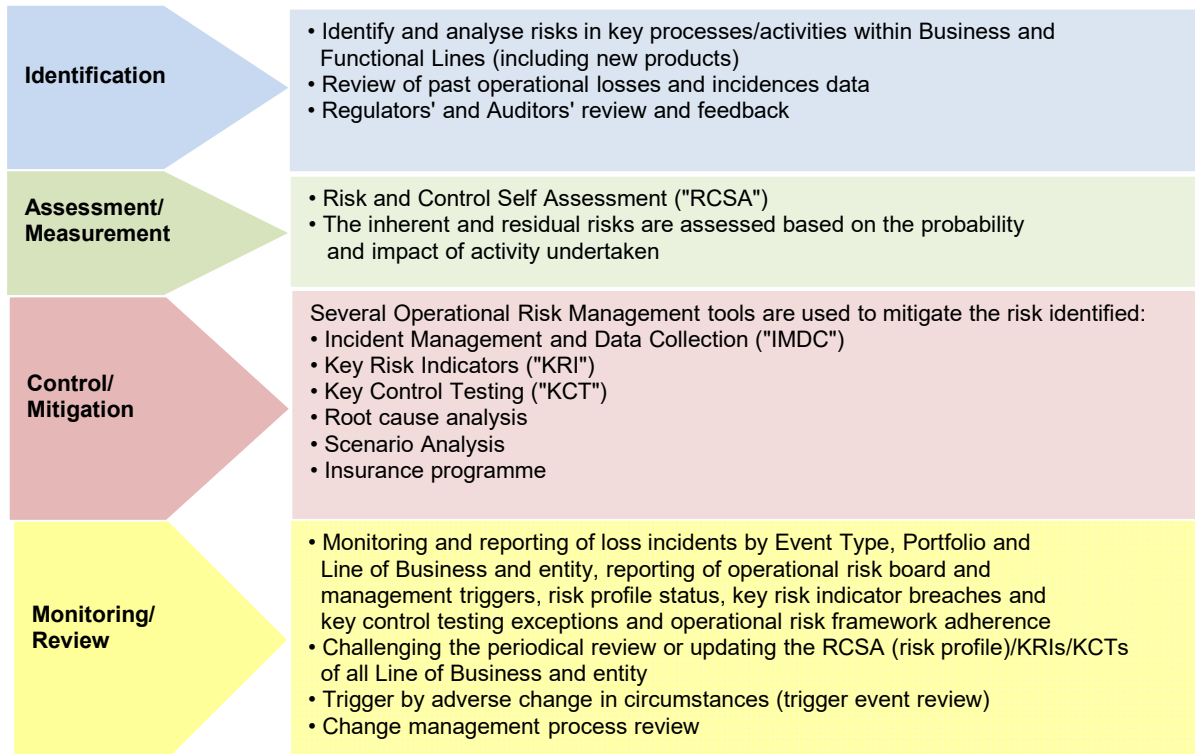 Identification
• Identify and analyse risks in key processes/activities within Business and
Functional Lines (including new products)
• Review of past operational losses and incidences data
• Regulators' and Auditors' review and feedback
Assessment/
Measurement
• Risk and Control Self Assessment ("RCSA")
• The inherent and residual risks are assessed based on the probability
and impact of activity undertaken
Control/
Mitigation
Several Operational Risk Management tools are used to mitigate the risk identified:
• Incident Management and Data Collection ("IMDC")
• Key Risk Indicators ("KRI")
• Key Control Testing ("KCT")
• Root cause analysis
• Scenario Analysis
• Insurance programme
Monitoring/
Review
• Monitoring and reporting of loss incidents by Event Type, Portfolio and
Line of Business and entity, reporting of operational risk board and
management triggers, risk profile status, key risk indicator breaches and
key control testing exceptions and operational risk framework adherence
• Challenging the periodical review or updating the RCSA (risk profile)/KRIs/KCTs
of all Line of Business and entity
• Trigger by adverse change in circumstances (trigger event review)
• Change management process review